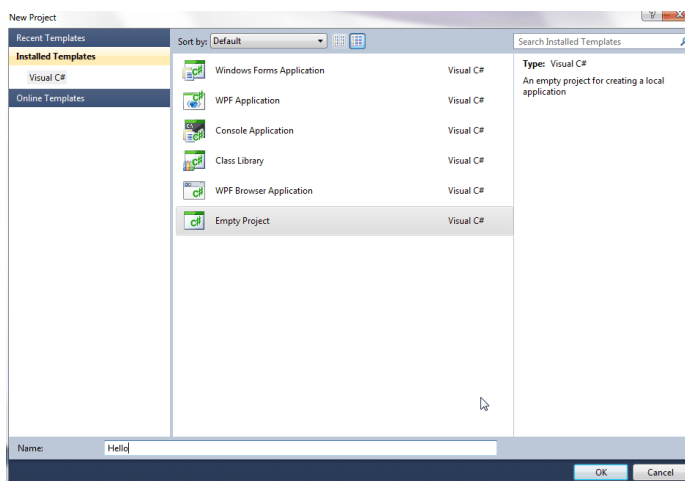 New Project
Recent Templates
Installed Templates
Visual C#
Online Templates
Sort by: Default
Windows Forms Application Visual C#
WPF Application Visual C#
Console Application Visual C#
Class Library Visual C#
WPF Browser Application Visual C#
Empty Project Visual C#
Search Installed Templates
Type: Visual C#
An empty project for creating a local
application
Name: Hello
OK Cancel